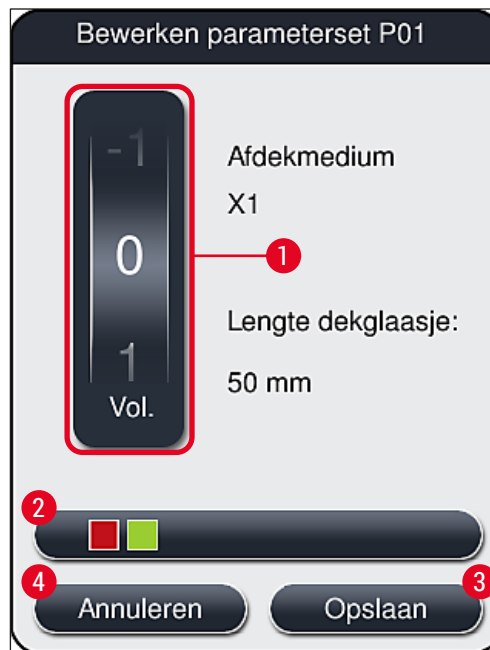 Bewerken parameterset P01
-1
0
1
Vol.
Afdekmedium
X1
1
Lengte dekglaasje:
50 mm
2
4
3
Annuleren
Opslaan